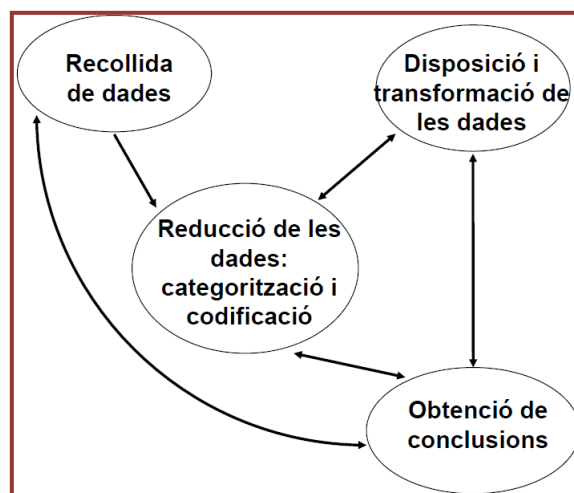 Recollida
de dades
Disposició i
transformació de
les dades
Reducció de les
dades:
categorització i
codificació
Obtenció de
conclusions